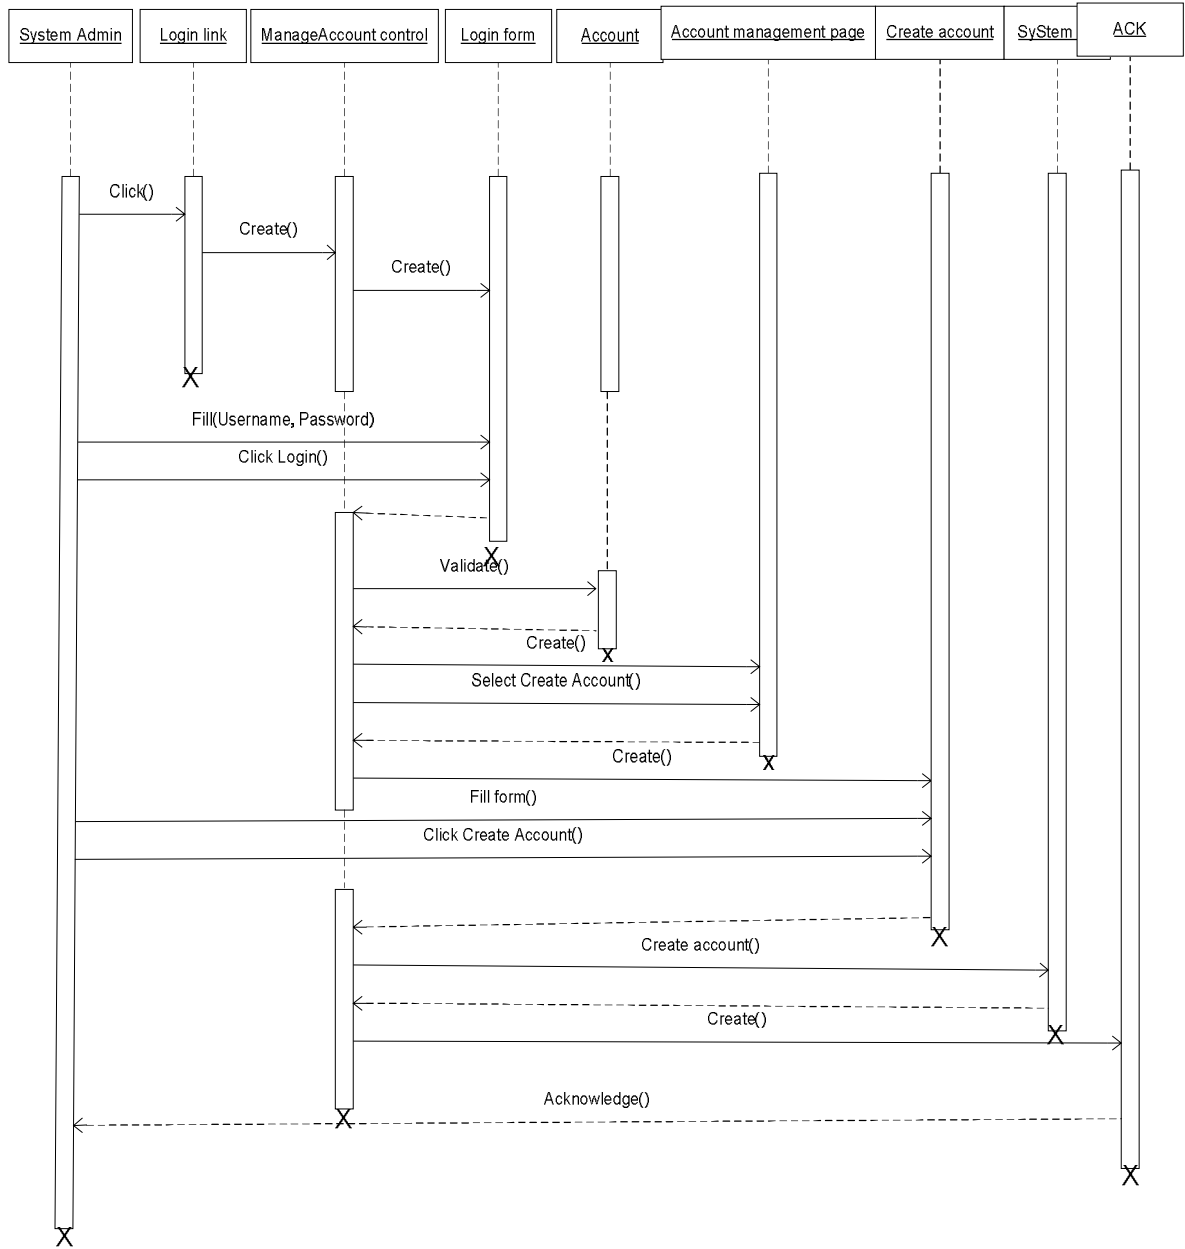 System Admin
Login link
ManageAccount control
Login form
Account
Account management page
Create account
SyStem
ACK
Click()
Create()
Create()
Fill(Username, Password)
Click Login()
Validate()
Create()
Select Create Account()
Create()
Fill form()
Click Create Account()
Create account()
Create()
Acknowledge()